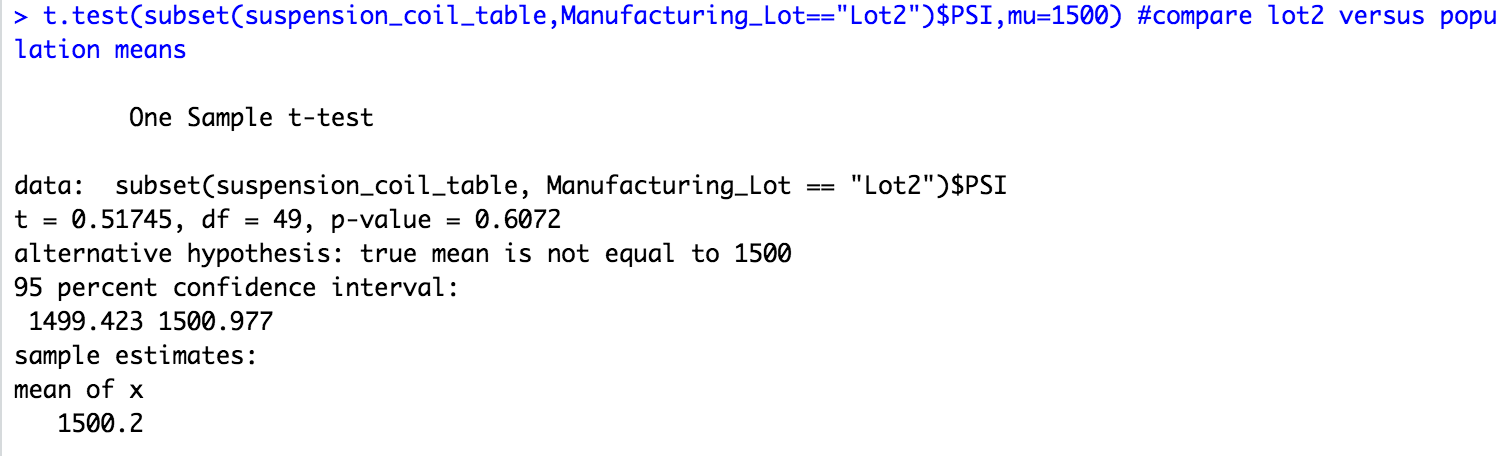 > t.test(subset(suspension_coil_table,Manufacturing_Lot=="Lot2")$PSI,mu=1500) #compare lot2 versus popu
lation means
One Sample t-test
data:  subset(suspension_coil_table, Manufacturing_Lot == "Lot2")$PSI
t = 0.51745, df = 49, p-value = 0.6072
alternative hypothesis: true mean is not equal to 1500
95 percent confidence interval:
1499.423 1500.977
sample estimates:
mean of x
1500.2